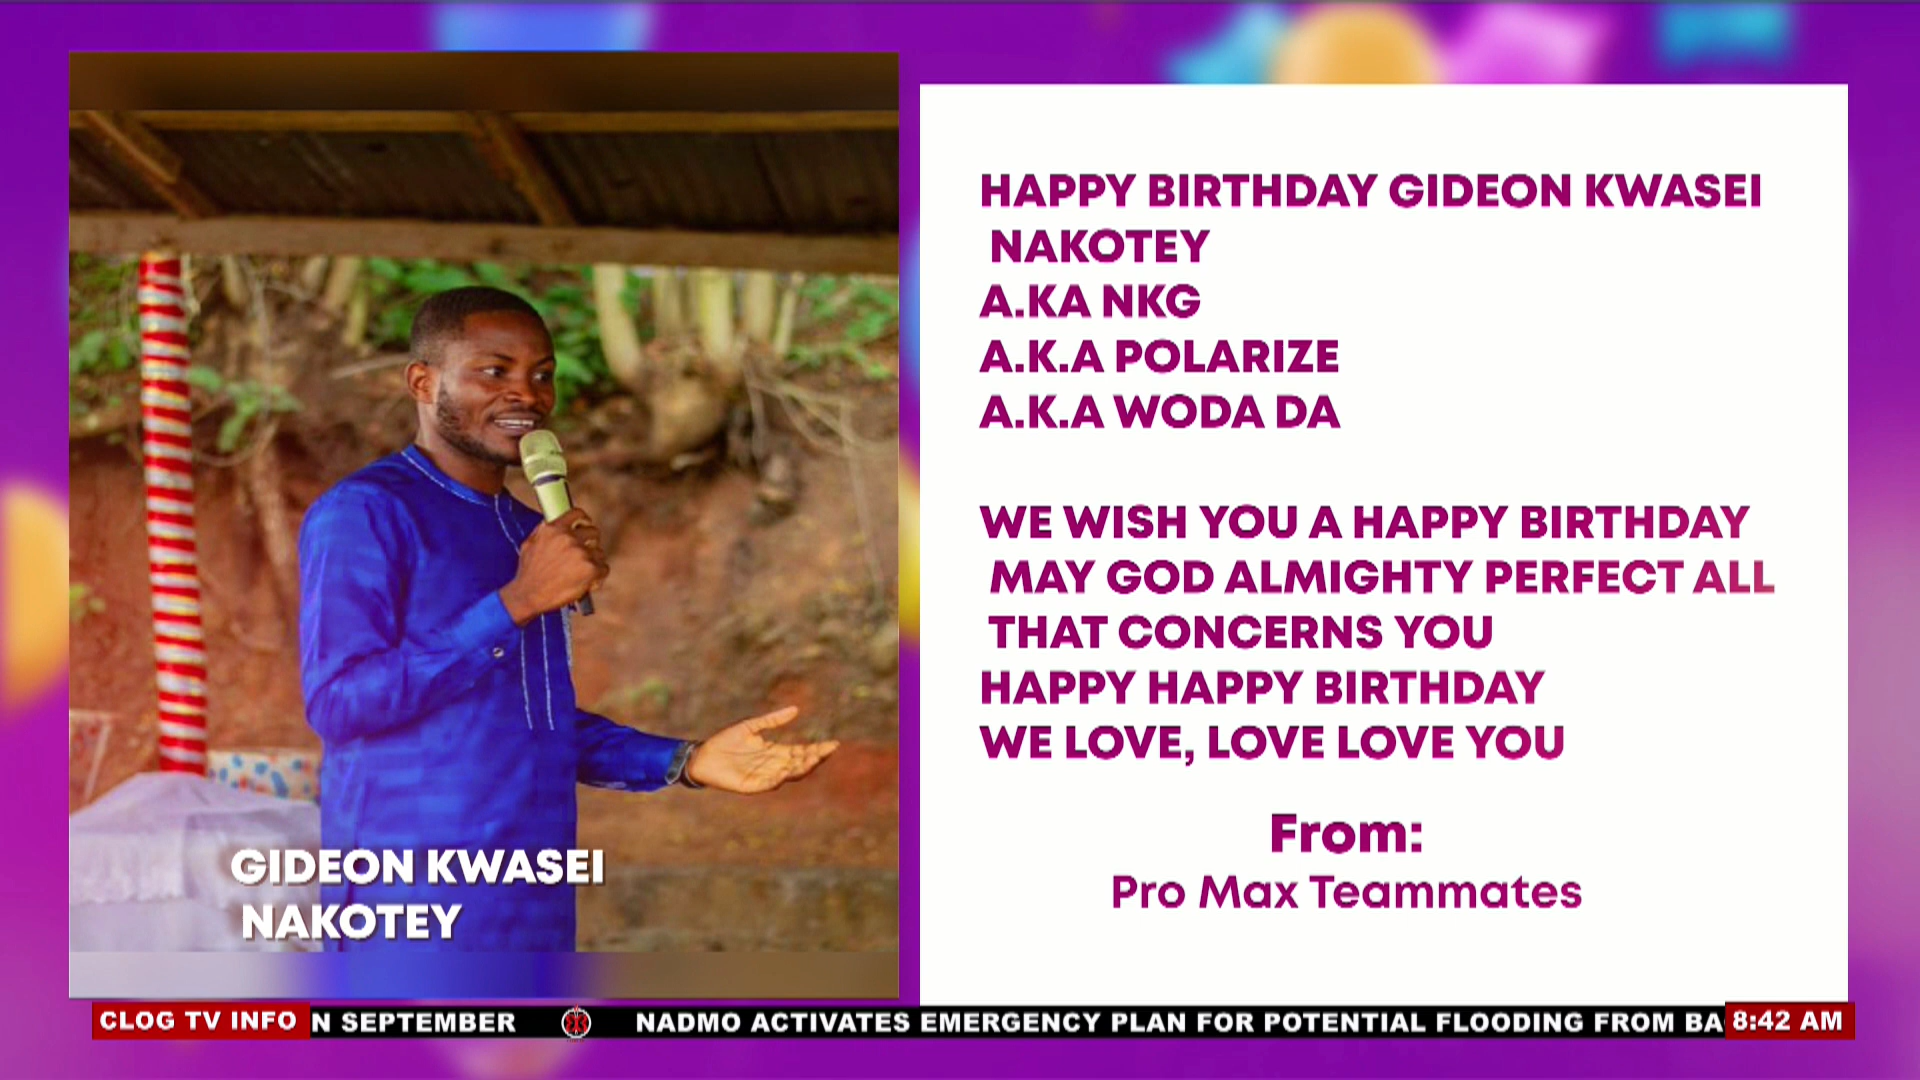 GIDEON KWASEI
NAKOTEY
HAPPY BIRTHDAY GIDEON KWASEI
NAKOTEY
A.KA NKG
A.K.A POLARIZE
A.K.A WODA DA
WE WISH YOU A HAPPY BIRTHDAY
MAY GOD ALMIGHTY PERFECT ALL
THAT CONCERNS YOU
HAPPY HAPPY BIRTHDAY
WE LOVE, LOVE LOVE YOU
From:
Pro Max Teammates
CLOG TV INFO N SEPTEMBER NADMO ACTIVATES EMERGENCY PLAN FOR POTENTIAL FLOODING FROM BA 8:42 AM